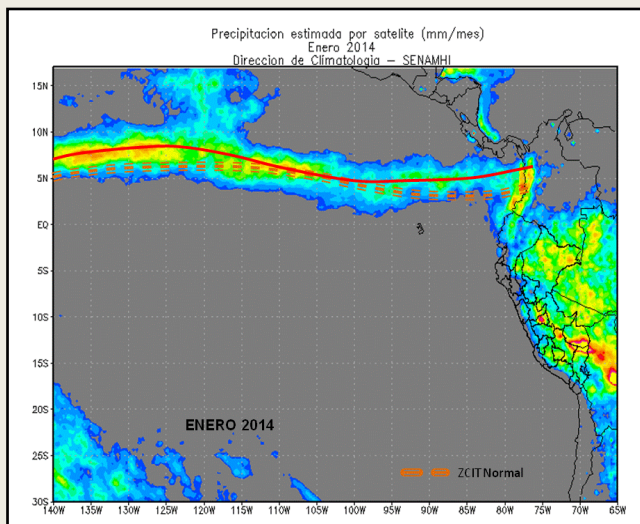 Precipitacion estimada por satelite (mm/mes)
Enero 2014
Direccion de Climatologia – SENAMHI
15N
10N
5N
EQ
5S
10S
15S
20S
25S
30S
ENERO 2014
ZCIT Normal
140W 135W 130W 125W 120W 115W 110W 105W 100W 95W 90W 85W 80W 75W 70W 65W